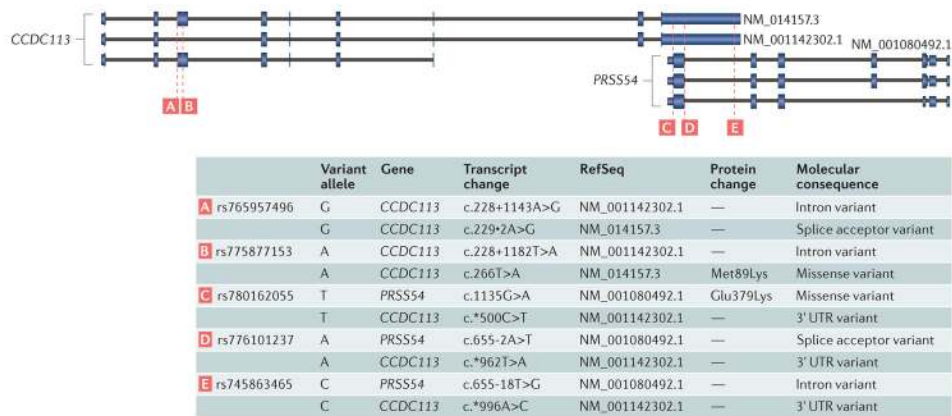 NM_014157.3
CCDC113
NM_001142302.1
NM_001080492.1
PRSS54
A B
C D E
Variant allele Gene Transcript change RefSeq Protein change Molecular consequence
A rs765957496 G CCDC113 c.228+1143A>G NM_001142302.1 — Intron variant
G CCDC113 c.229•2A>G NM_014157.3 — Splice acceptor variant
B rs775877153 A CCDC113 c.228+1182T>A NM_001142302.1 — Intron variant
A CCDC113 c.266T>A NM_014157.3 Met89Lys Missense variant
C rs780162055 T PRSS54 c.1135G>A NM_001080492.1 Glu379Lys Missense variant
T CCDC113 c.*500C>T NM_001142302.1 — 3' UTR variant
D rs776101237 A PRSS54 c.655-2A>T NM_001080492.1 — Splice acceptor variant
A CCDC113 c.*962T>A NM_001142302.1 — 3' UTR variant
E rs745863465 C PRSS54 c.655-18T>G NM_001080492.1 — Intron variant
C CCDC113 c.*996A>C NM_001142302.1 — 3' UTR variant